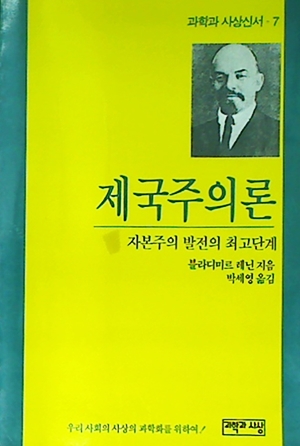 과학과 사상신서 - 7
제국주의론
자본주의 발전의 최고단계
블라디미르 레닌 지음
박세영 옮김
우리 사회의 사상의 과학화를 위하여!
과학과 사상